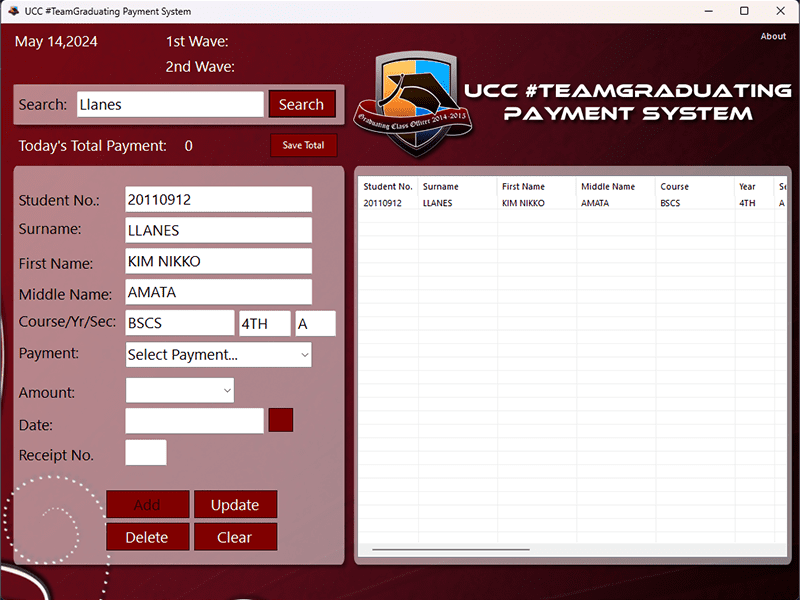 UCC #TeamGraduating Payment System
May 14,2024
1st Wave:
About
2nd Wave:
Search:
Llanes
Search
Graduating Class Officer 2014-2015
UCC #TEAMGRADUATING
PAYMENT SYSTEM
Today's Total Payment: 0
Save Total
Student No.: 20110912
Surname: LLANES
First Name: KIM NIKKO
Middle Name: AMATA
Course/Yr/Sec: BSCS 4TH A
Payment: Select Payment...
Amount:
Date:
Receipt No.
Add Update
Delete Clear
Student No. Surname First Name Middle Name Course Year Se
20110912 LLANES KIM NIKKO AMATA BSCS 4TH A